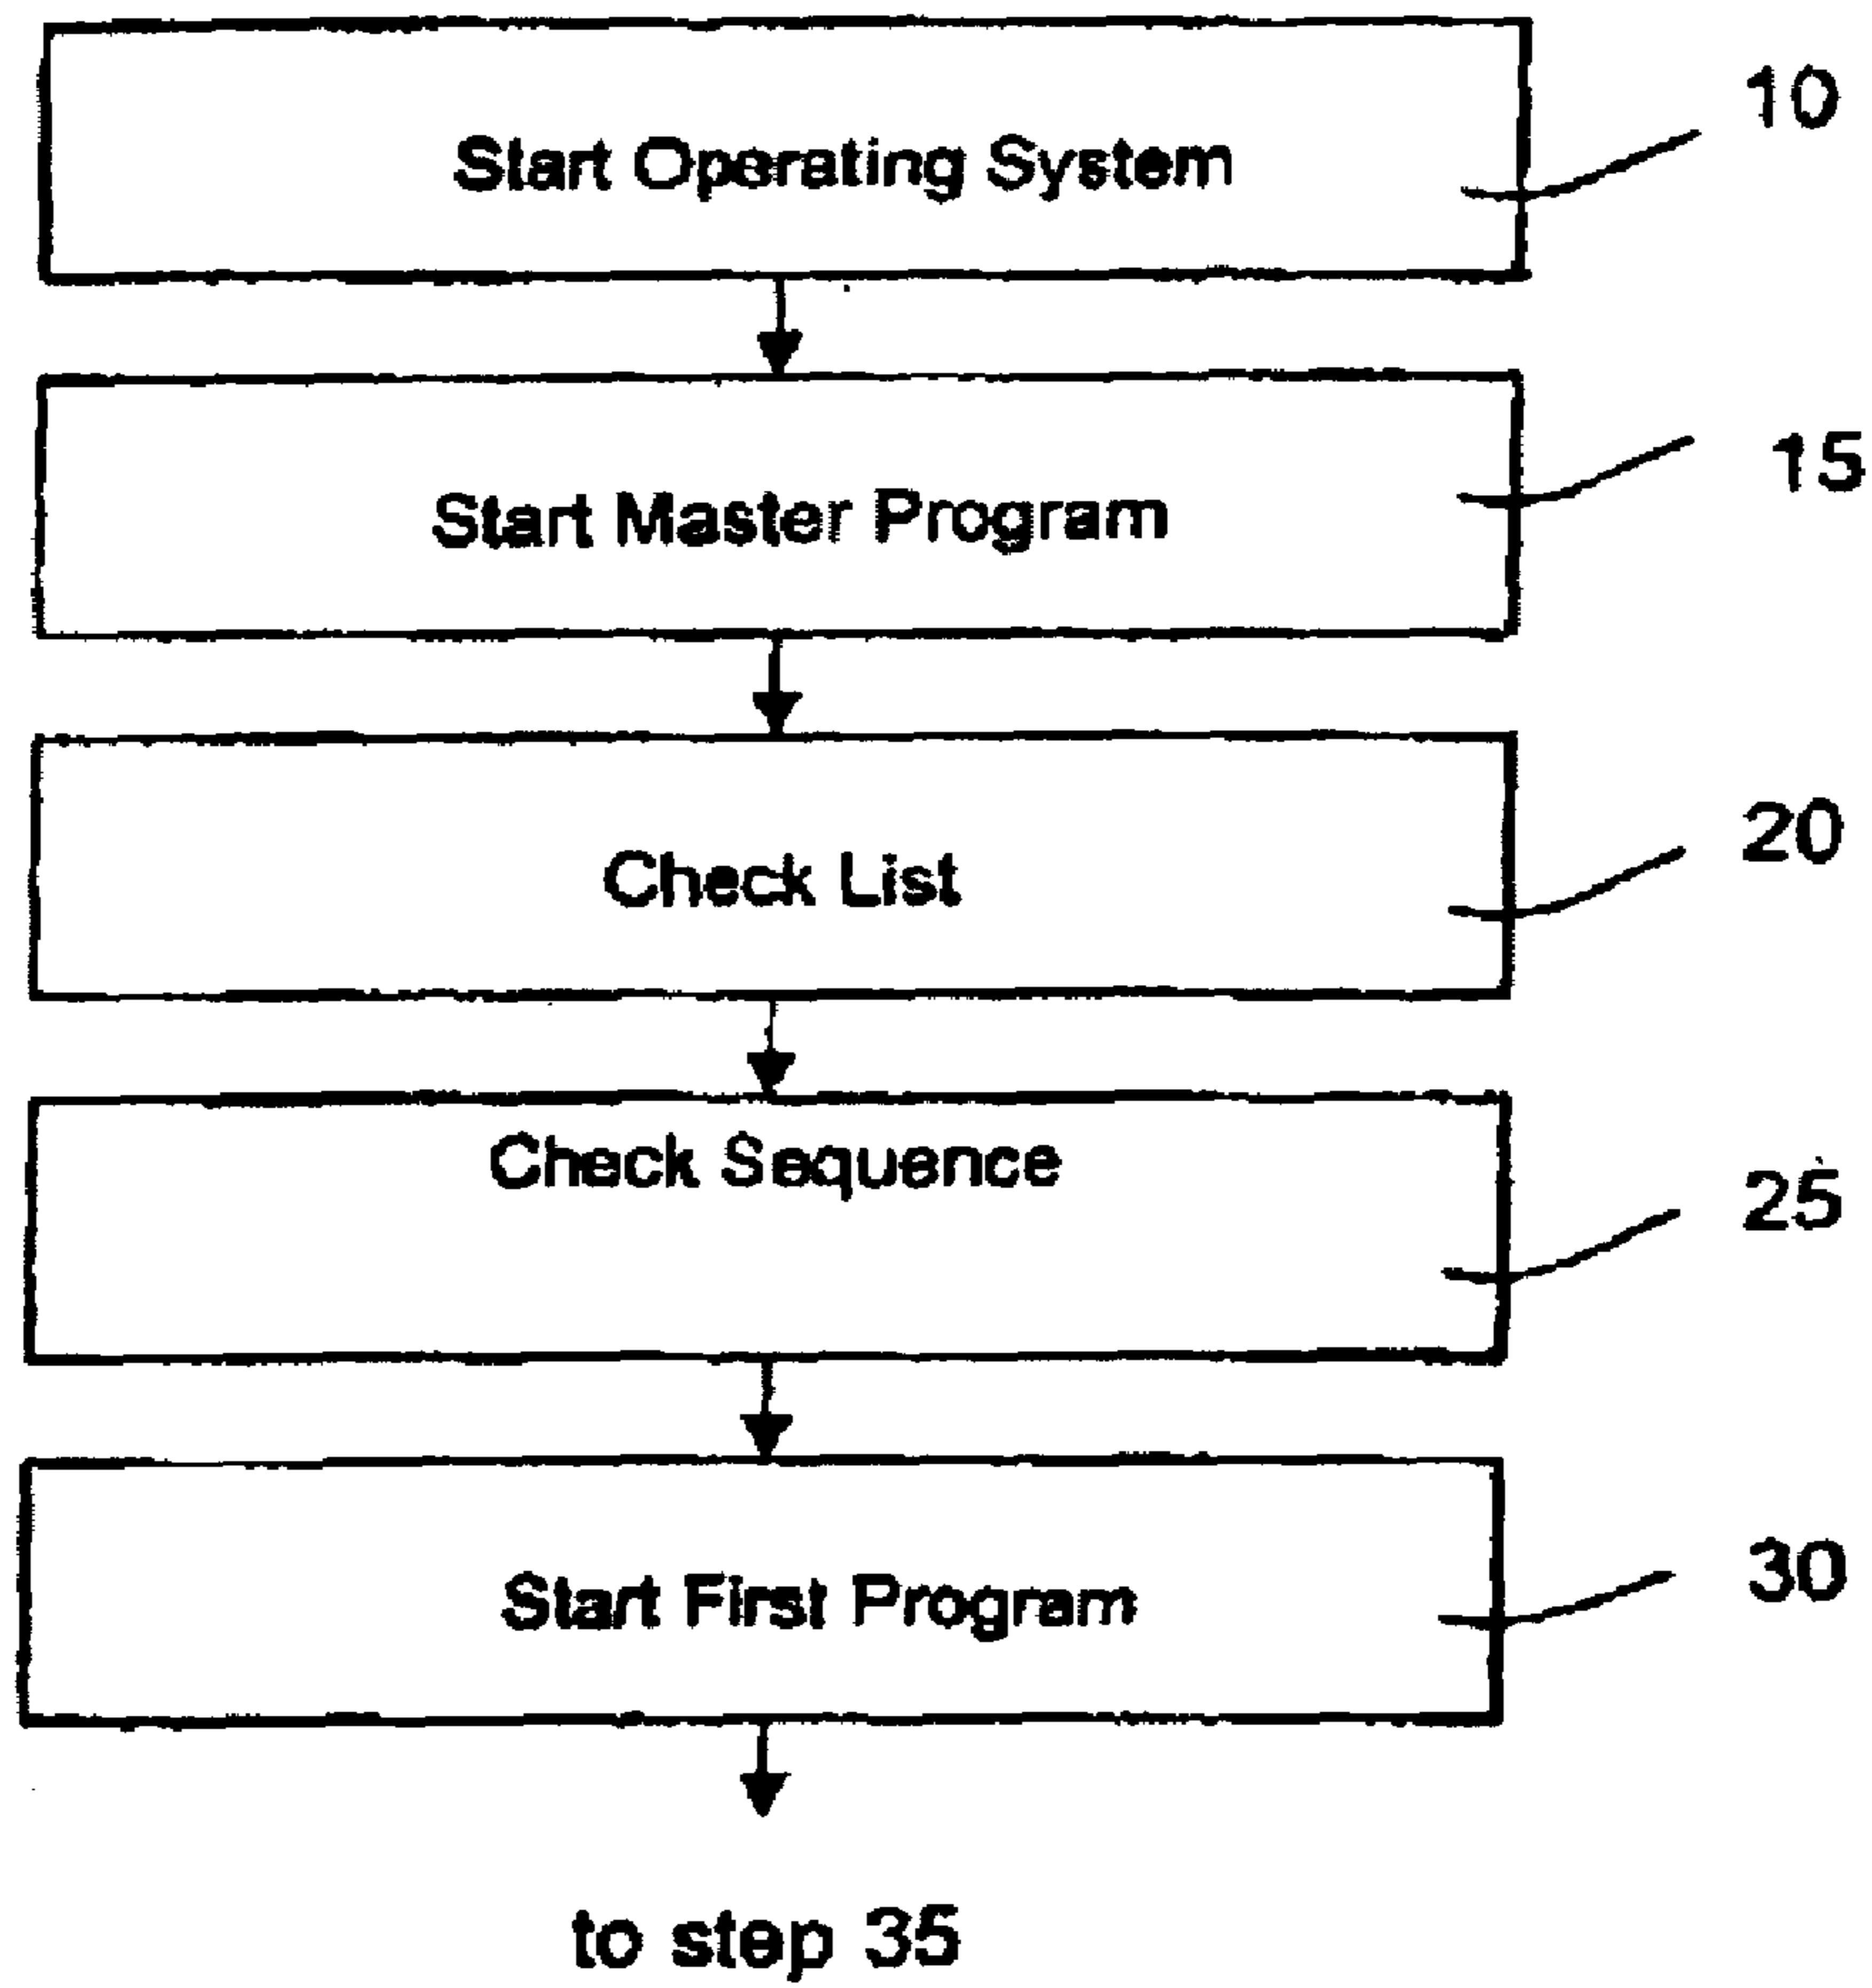 10
Start Operating System
15
Start Master Program
20
Check List
Check Sequence
25
Start First Program
30
to step 35